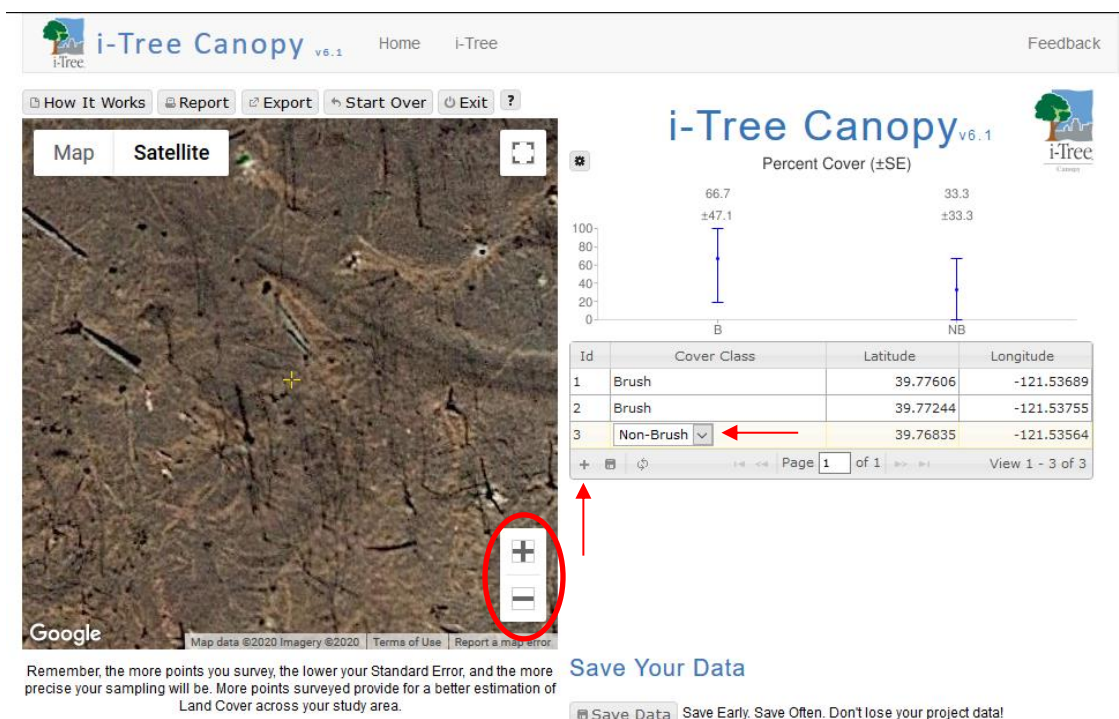 i-Tree
i-Tree Canopy v6.1
Home
i-Tree
Feedback
How It Works
Report
Export
Start Over
Exit
?
Map
Satellite
Google
Map data ©2020 Imagery ©2020
Terms of Use
Report a map error
Remember, the more points you survey, the lower your Standard Error, and the more
precise your sampling will be. More points surveyed provide for a better estimation of
Land Cover across your study area.
i-Tree Canopy v6.1
i-Tree
Canopy
Percent Cover (±SE)
66.7 33.3
±47.1 ±33.3
100
80
60
40
20
0
B NB
Id Cover Class Latitude Longitude
1 Brush 39.77606 -121.53689
2 Brush 39.77244 -121.53755
3 Non-Brush 39.76835 -121.53564
Page 1 of 1 View 1 - 3 of 3
Save Your Data
Save Data Save Early. Save Often. Don't lose your project data!